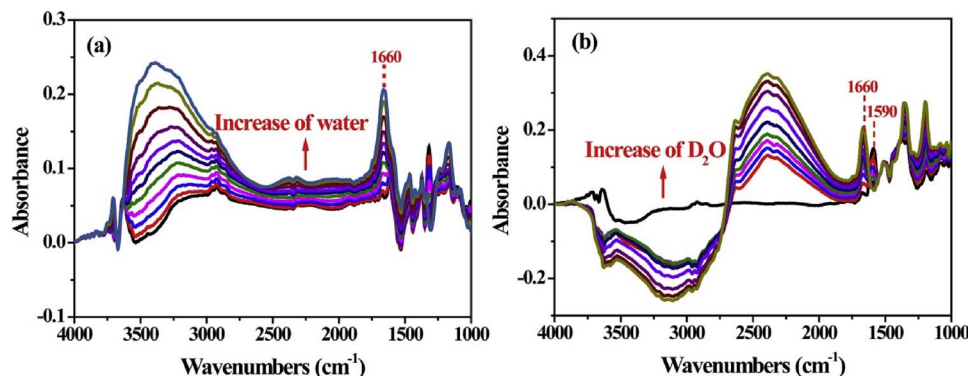 (a)
0.3
0.2
0.1
0.0
-0.1
Absorbance
1660
Increase of water
4000 3500 3000 2500 2000 1500 1000
Wavenumbers (cm⁻¹)
(b)
0.4
0.2
0.0
-0.2
Absorbance
1660
1590
Increase of D₂O
4000 3500 3000 2500 2000 1500 1000
Wavenumbers (cm⁻¹)